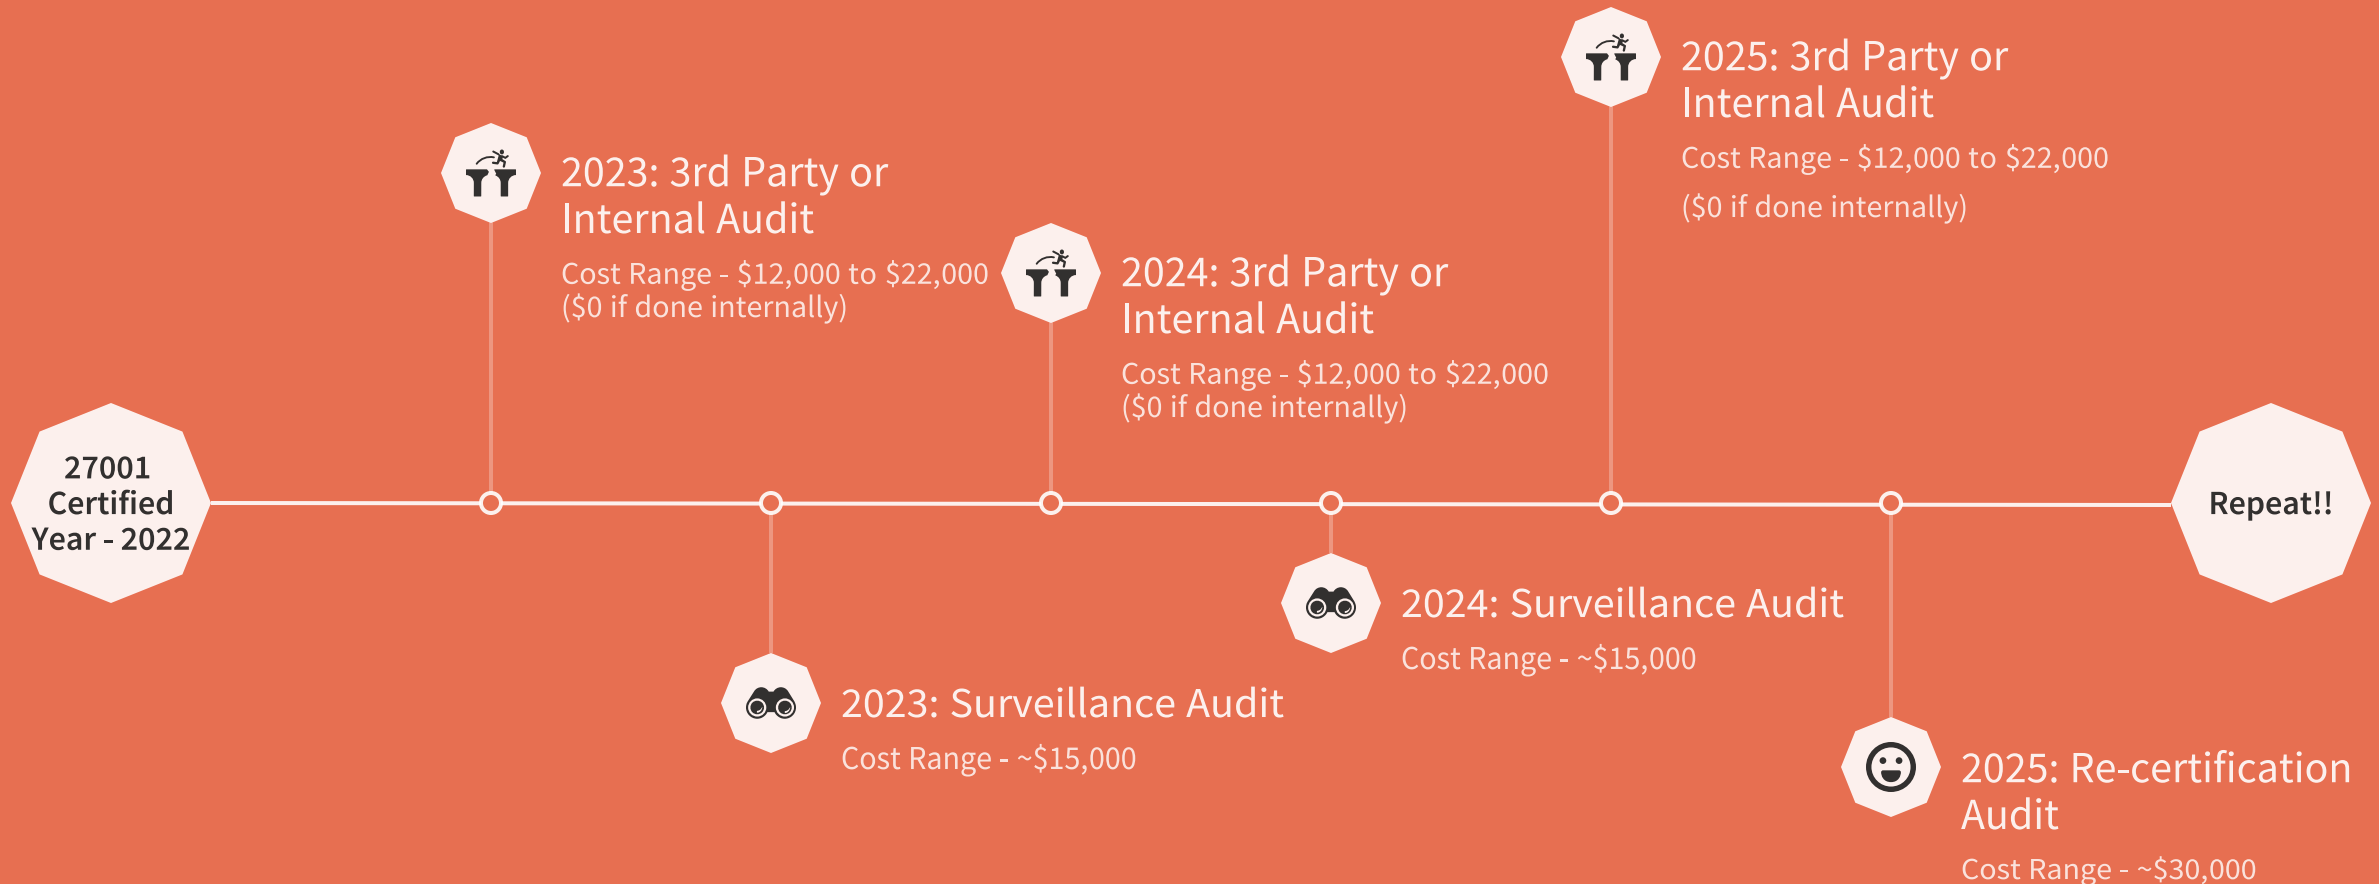 27001
Certified
Year - 2022
2023: 3rd Party or
Internal Audit
Cost Range - $12,000 to $22,000
($0 if done internally)
2023: Surveillance Audit
Cost Range - ~$15,000
2024: 3rd Party or
Internal Audit
Cost Range - $12,000 to $22,000
($0 if done internally)
2024: Surveillance Audit
Cost Range - ~$15,000
2025: 3rd Party or
Internal Audit
Cost Range - $12,000 to $22,000
($0 if done internally)
2025: Re-certification
Audit
Cost Range - ~$30,000
Repeat!!